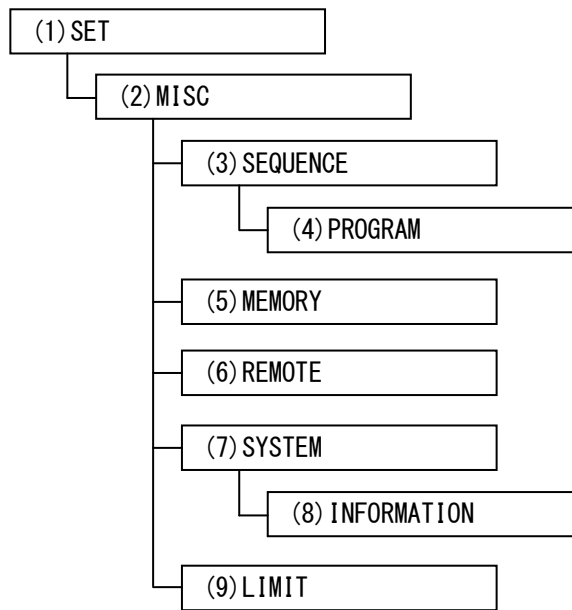 (1)SET
(2)MISC
(3)SEQUENCE
(4)PROGRAM
(5)MEMORY
(6)REMOTE
(7)SYSTEM
(8)INFORMATION
(9)LIMIT